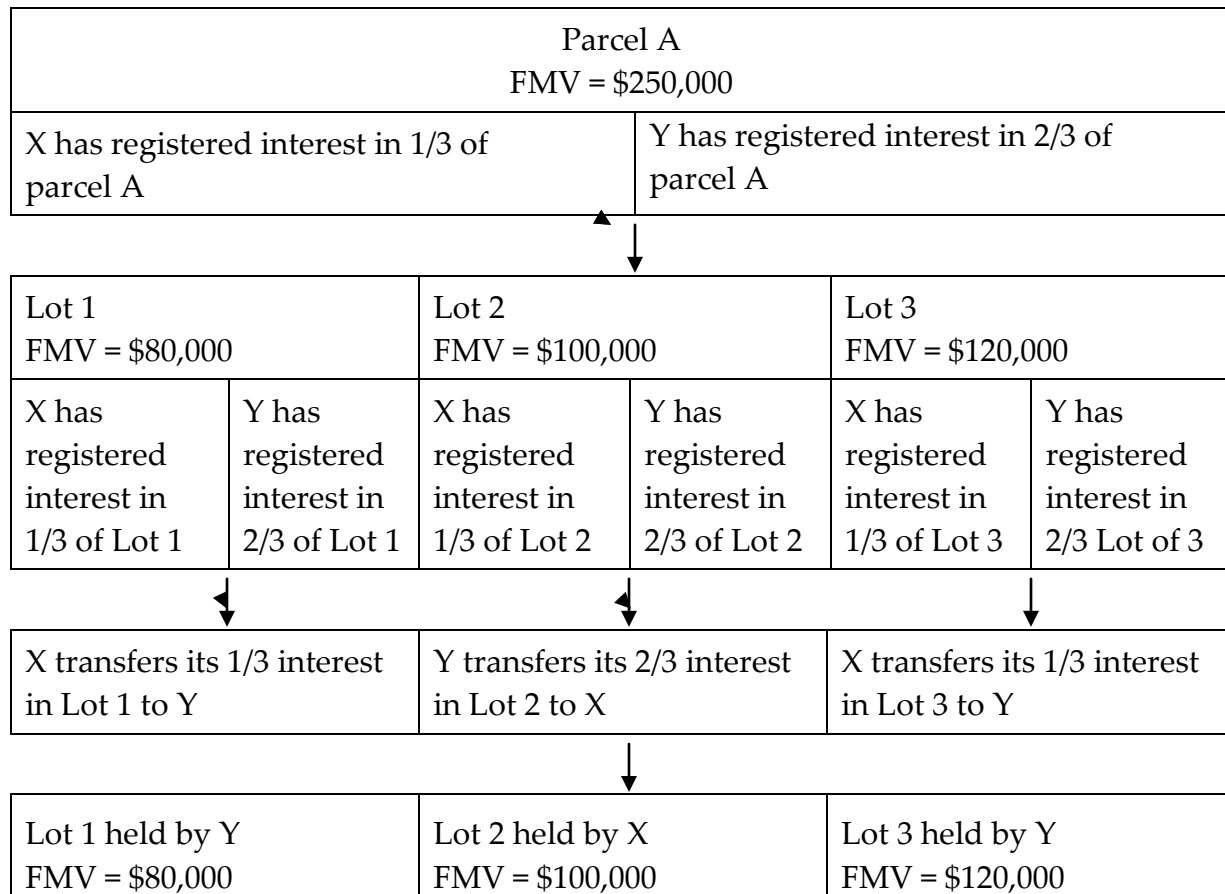 Parcel A
FMV = $250,000
X has registered interest in 1/3 of
parcel A
Y has registered interest in 2/3 of
parcel A
Lot 1
FMV = $80,000
Lot 2
FMV = $100,000
Lot 3
FMV = $120,000
X has
registered
interest in
1/3 of Lot 1
Y has
registered
interest in
2/3 of Lot 1
X has
registered
interest in
1/3 of Lot 2
Y has
registered
interest in
2/3 of Lot 2
X has
registered
interest in
1/3 of Lot 3
Y has
registered
interest in
2/3 Lot of 3
X transfers its 1/3 interest
in Lot 1 to Y
Y transfers its 2/3 interest
in Lot 2 to X
X transfers its 1/3 interest
in Lot 3 to Y
Lot 1 held by Y
FMV = $80,000
Lot 2 held by X
FMV = $100,000
Lot 3 held by Y
FMV = $120,000